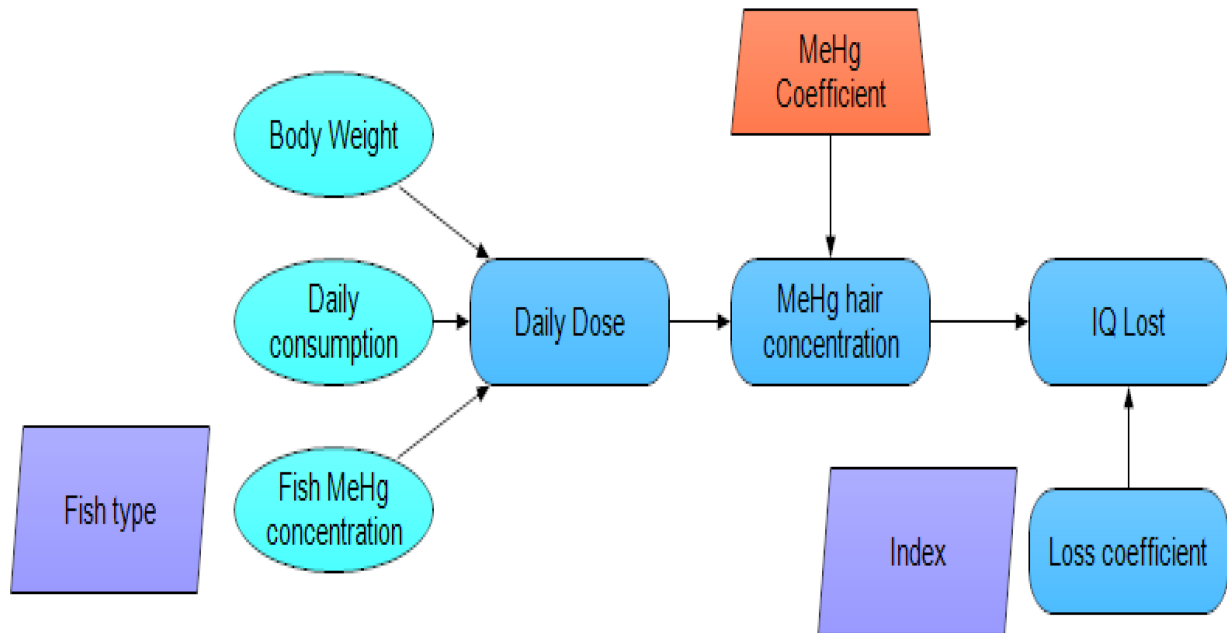 MeHg
Coefficient
Body Weight
Daily
consumption
Daily Dose
MeHg hair
concentration
IQ Lost
Fish type
Fish MeHg
concentration
Index
Loss coefficient